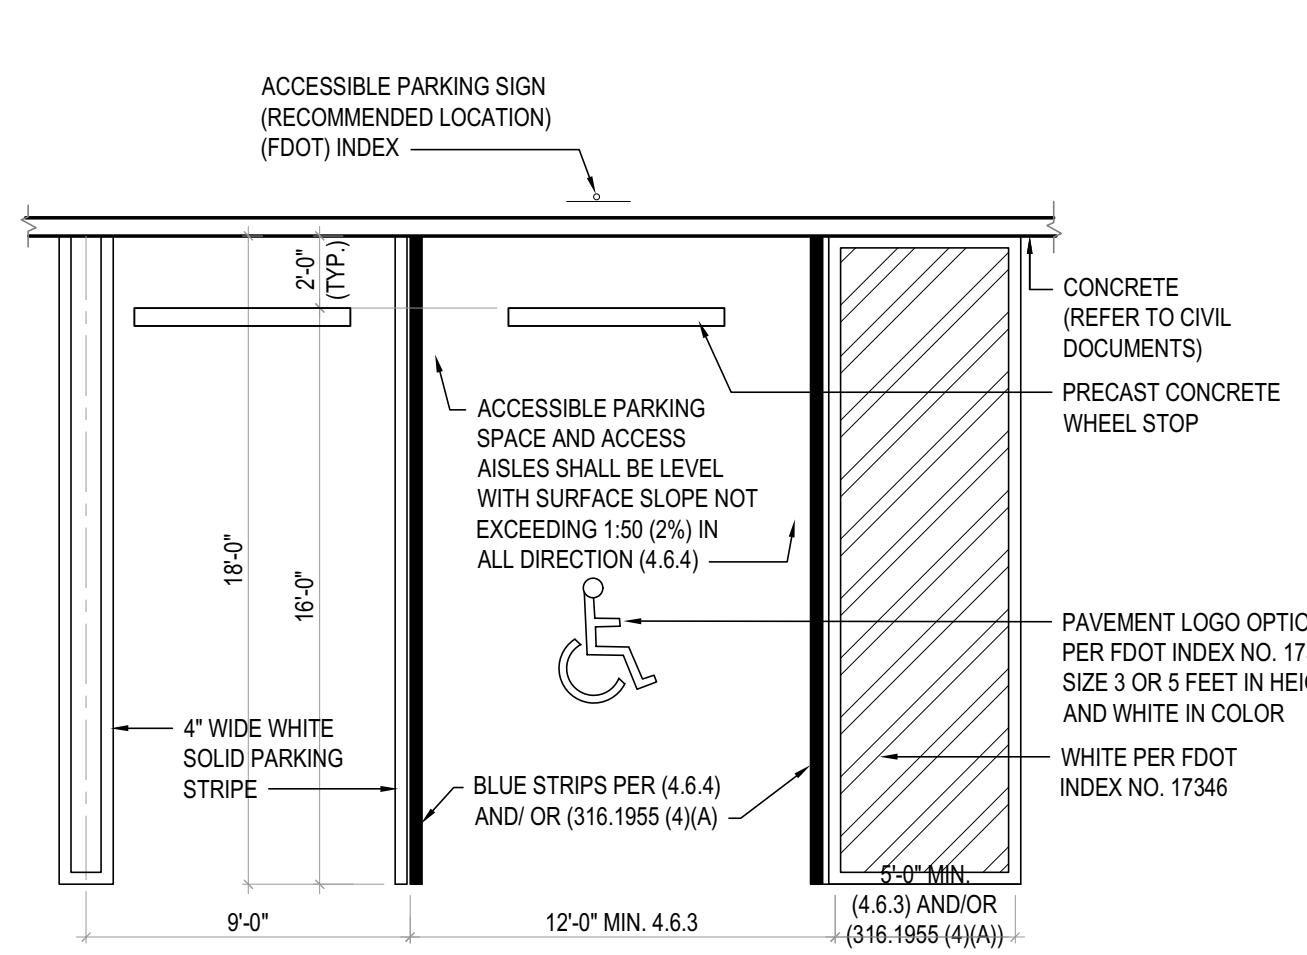 ACCESSIBLE PARKING SIGN
(RECOMMENDED LOCATION)
(FDOT) INDEX
2'-0"
(TYP.)
CONCRETE
(REFER TO CIVIL
DOCUMENTS)
PRECAST CONCRETE
WHEEL STOP
ACCESSIBLE PARKING
SPACE AND ACCESS
AISLES SHALL BE LEVEL
WITH SURFACE SLOPE NOT
EXCEEDING 1:50 (2%) IN
ALL DIRECTION (4.6.4)
18'-0"
16'-0"
PAVEMENT LOGO
PER FDOT INDEX NO.
SIZE 3 OR 5 FEET IN
AND WHITE IN COLOR
4" WIDE WHITE
SOLID PARKING
STRIPE
WHITE PER FDOT
INDEX NO. 17346
BLUE STRIPS PER (4.6.4)
AND/ OR (316.1955 (4)(A)
5'-0" MIN.
(4.6.3) AND/OR
(316.1955 (4)(A))
9'-0"
12'-0" MIN. 4.6.3